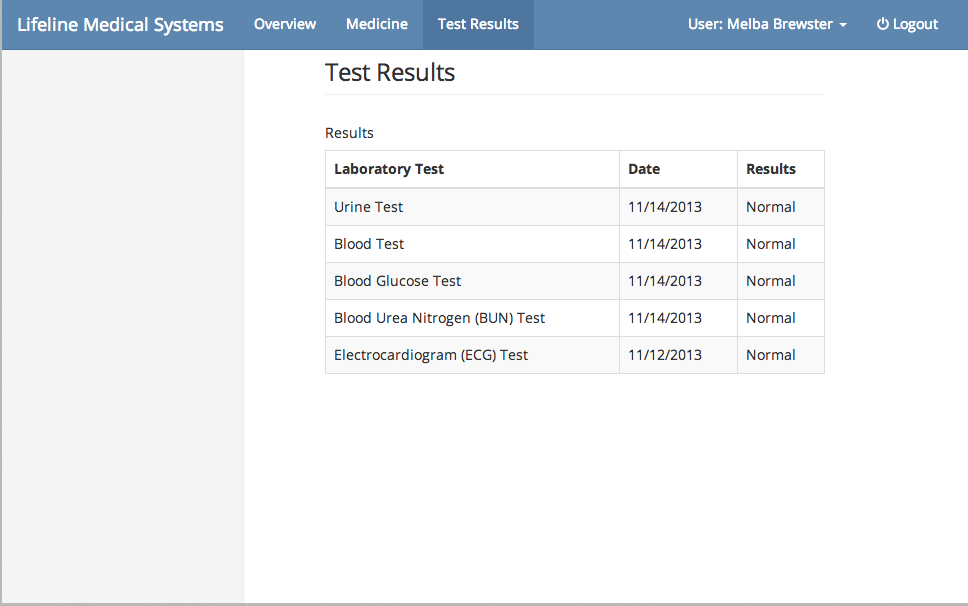 Lifeline Medical Systems Overview Medicine Test Results User: Melba Brewster Logout
Test Results
Results
Laboratory Test Date Results
Urine Test 11/14/2013 Normal
Blood Test 11/14/2013 Normal
Blood Glucose Test 11/14/2013 Normal
Blood Urea Nitrogen (BUN) Test 11/14/2013 Normal
Electrocardiogram (ECG) Test 11/12/2013 Normal